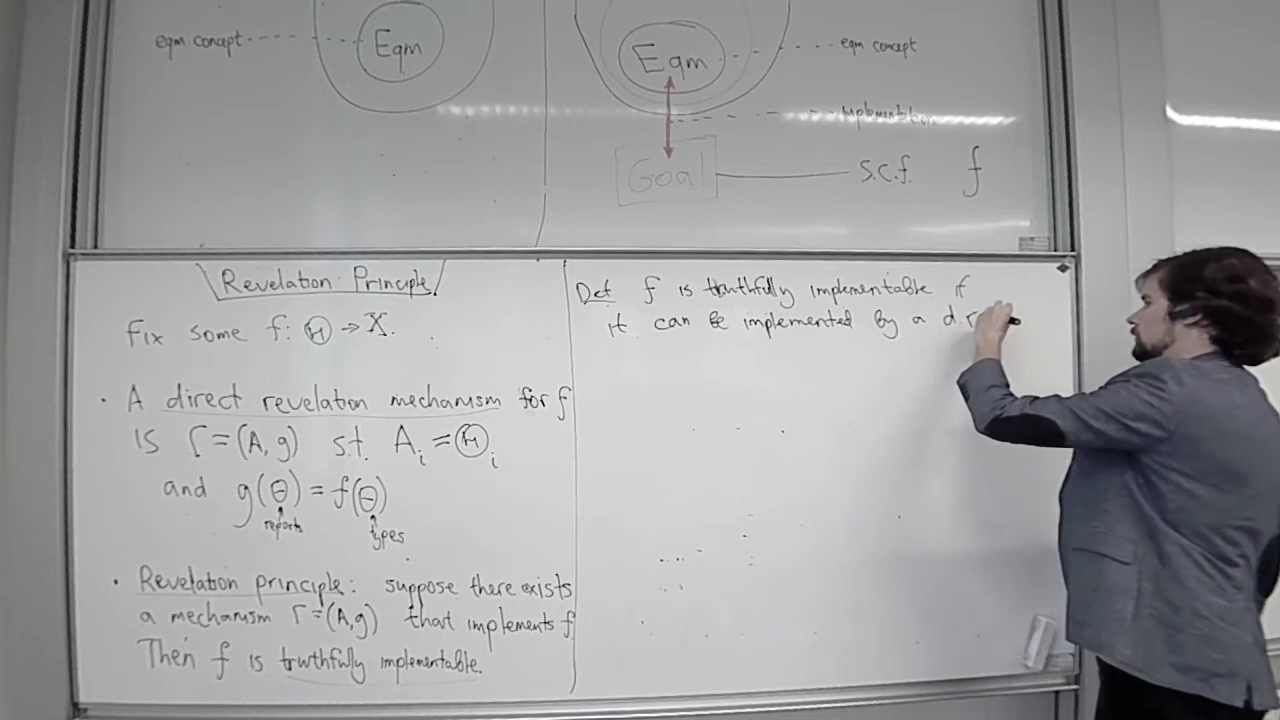 eqm concept
Eqm
Eqm
eqm concept
implementation
Goal
s.c.f. f
Revelation Principle
Fix some f: Θ → X.
• A direct revelation mechanism for f
is Γ = (A, g) s.t. Aᵢ = Θᵢ
and g(θ) = f(θ)
reports
types
• Revelation principle: suppose there exists
a mechanism Γ = (A,g) that implements f.
Then f is truthfully implementable.
Def f is truthfully implementable if
it can be implemented by a d.r